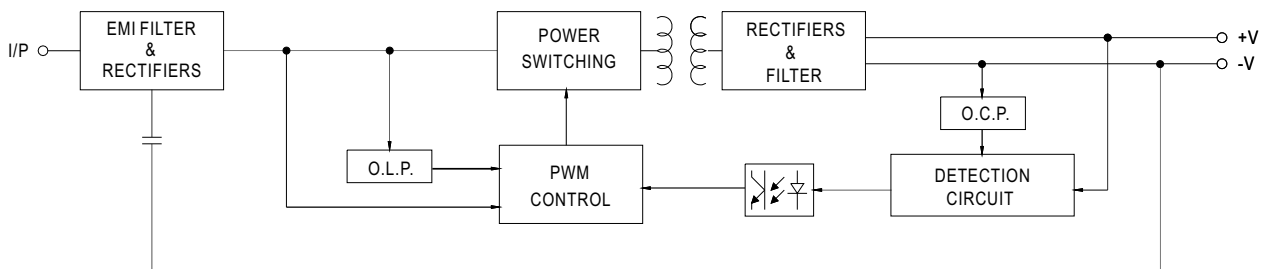 I/P
EMI FILTER
&
RECTIFIERS
POWER
SWITCHING
RECTIFIERS
&
FILTER
+V
-V
O.C.P.
O.L.P.
PWM
CONTROL
DETECTION
CIRCUIT